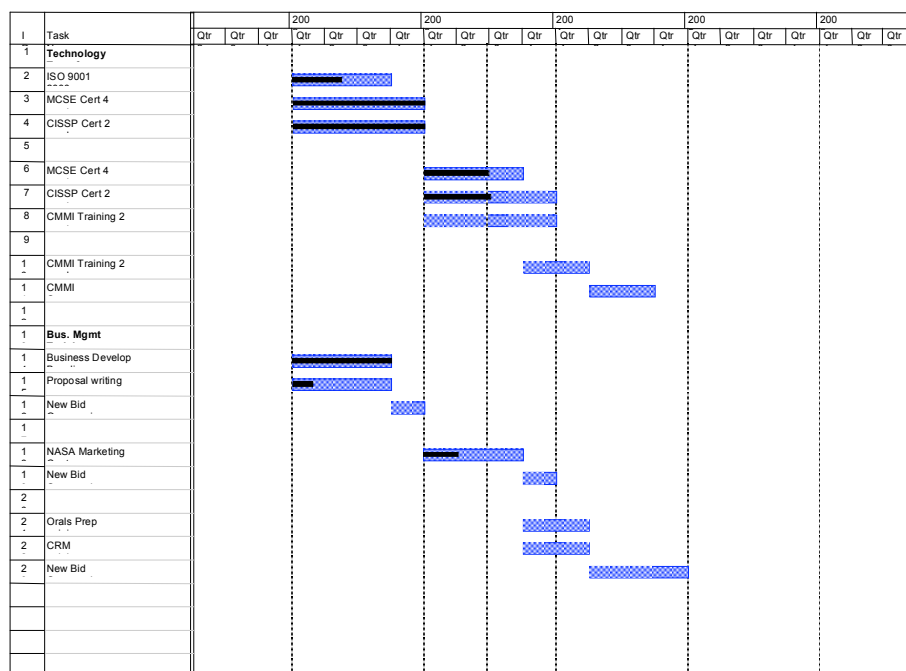 200 200 200 200 200
I Task Qtr Qtr Qtr Qtr Qtr Qtr Qtr Qtr Qtr Qtr Qtr Qtr Qtr Qtr Qtr Qtr Qtr Qtr Qtr Qtr Qtr Qtr
1 Technology
2 ISO 9001
3 MCSE Cert 4
4 CISSP Cert 2
5
6 MCSE Cert 4
7 CISSP Cert 2
8 CMMI Training 2
9
1 CMMI Training 2
1 CMMI
1
1 Bus. Mgmt
1 Business Develop
1 Proposal writing
1 New Bid
1
1 NASA Marketing
1 New Bid
2
2 Orals Prep
2 CRM
2 New Bid